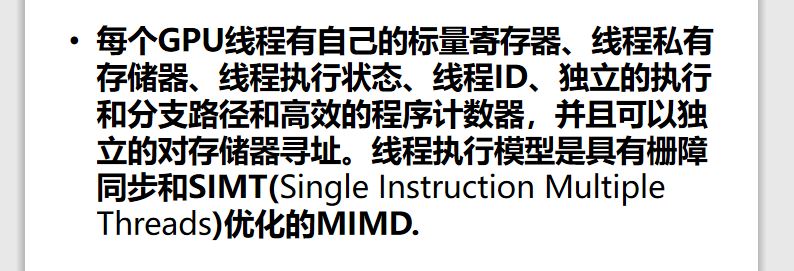 • 每个GPU线程有自己的标量寄存器、线程私有
存储器、线程执行状态、线程ID、独立的执行
和分支路径和高效的程序计数器，并且可以独
立的对存储器寻址。线程执行模型是具有栅障
同步和SIMT(Single Instruction Multiple
Threads)优化的MIMD.